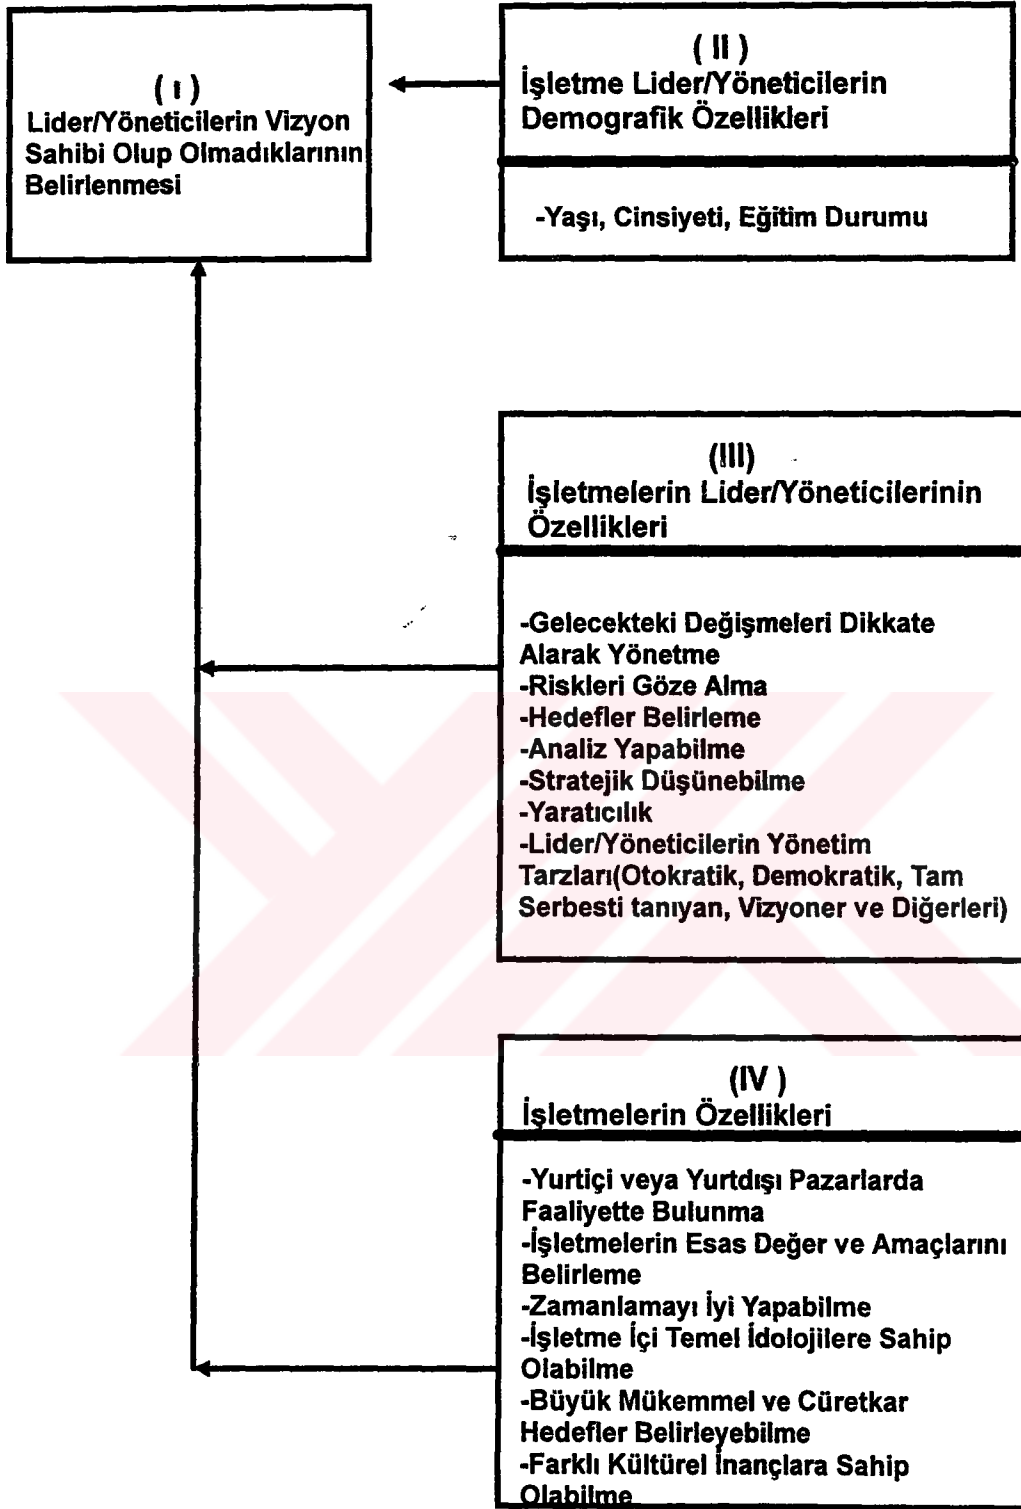 ( I )
Lider/Yöneticilerin Vizyon
Sahibi Olup Olmadıklarının
Belirlenmesi
( II )
İşletme Lider/Yöneticilerin
Demografik Özellikleri
-Yaşı, Cinsiyeti, Eğitim Durumu
(III)
İşletmelerin Lider/Yöneticilerinin
Özellikleri
-Gelecekteki Değişmeleri Dikkate
Alarak Yönetme
-Riskleri Göze Alma
-Hedefler Belirleme
-Analiz Yapabilme
-Stratejik Düşünebilme
-Yaratıcılık
-Lider/Yöneticilerin Yönetim
Tarzları(Otokratik, Demokratik, Tam
Serbesti tanıyan, Vizyoner ve Diğerleri)
(IV )
İşletmelerin Özellikleri
-Yurtiçi veya Yurtdışı Pazarlarda
Faaliyette Bulunma
-İşletmelerin Esas Değer ve Amaçlarını
Belirleme
-Zamanlamayı İyi Yapabilme
-İşletme İçi Temel İdolojilere Sahip
Olabilme
-Büyük Mükemmel ve Cüretkar
Hedefler Belirleyebilme
-Farklı Kültürel İnançlara Sahip
Olabilme